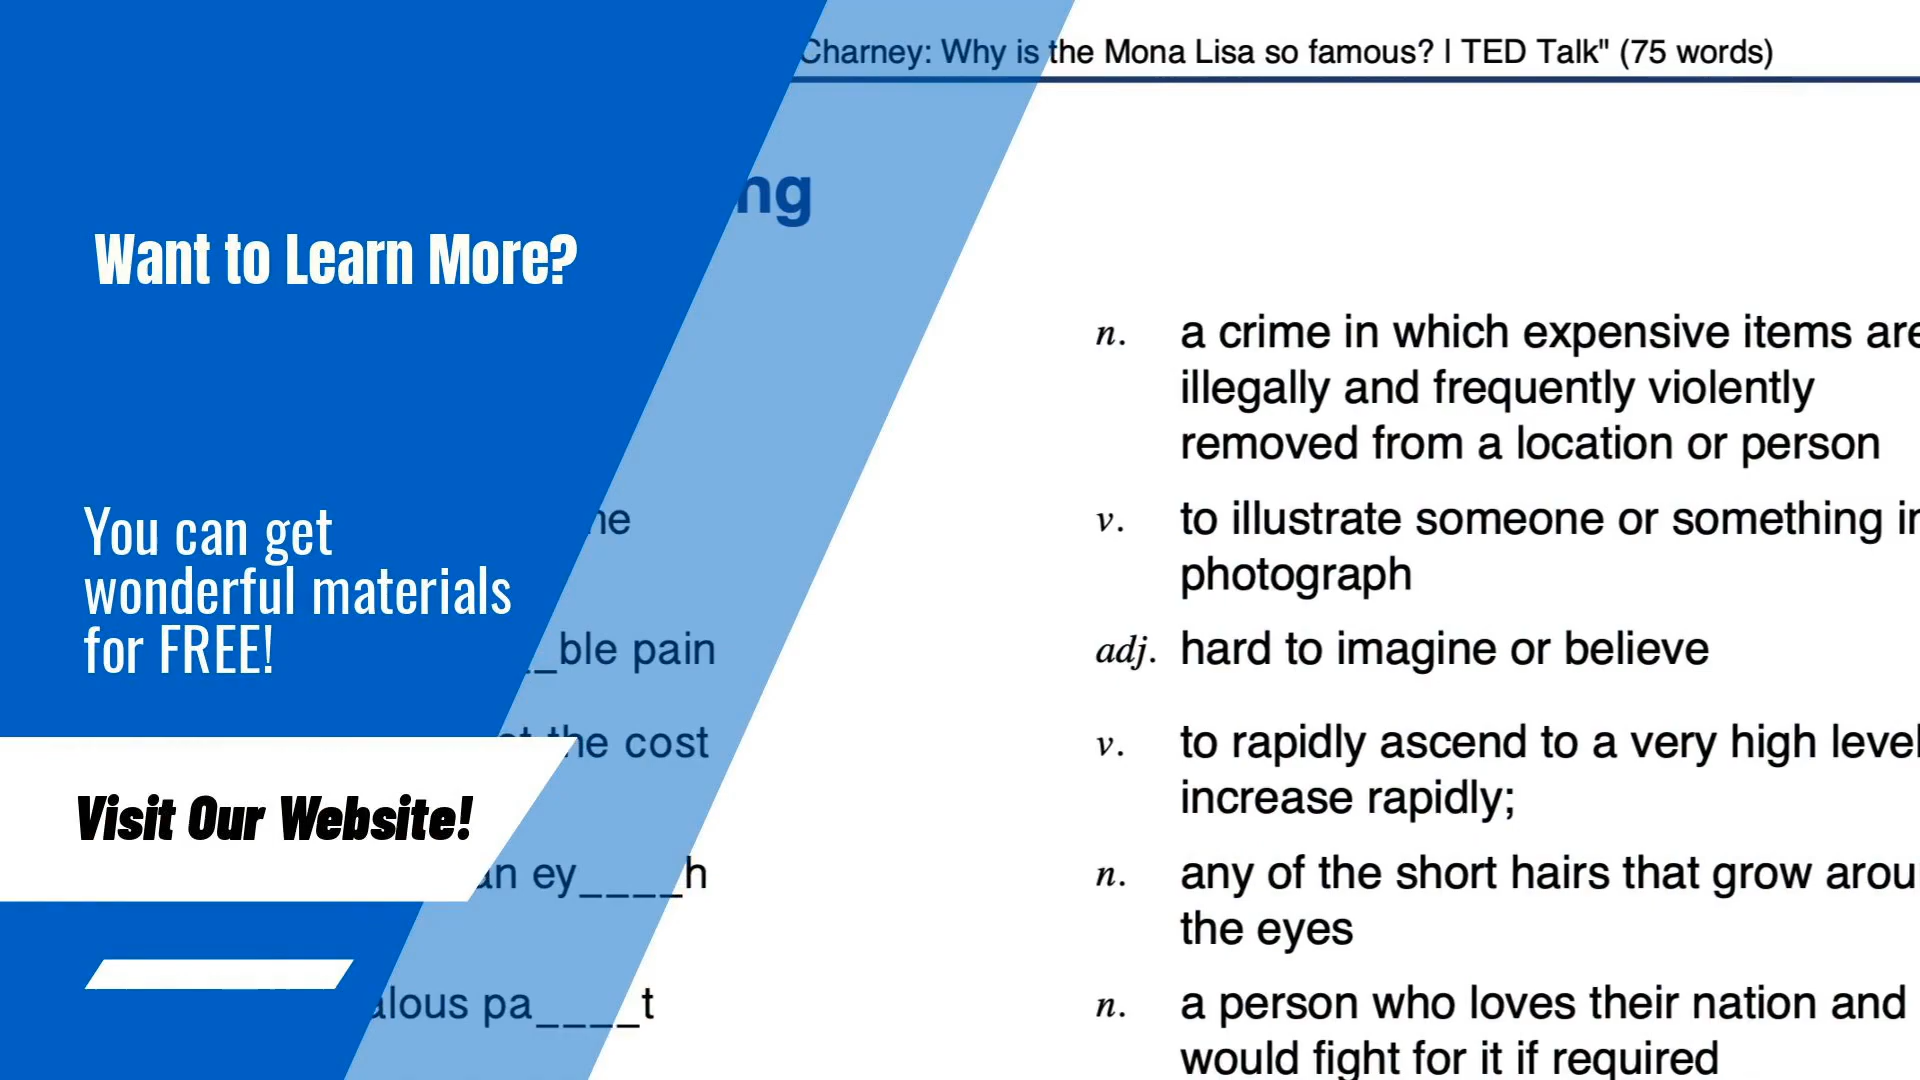 Charney: Why is the Mona Lisa so famous? | TED Talk" (75 words)
ng
Want to Learn More?
You can get
wonderful materials
for FREE!
Visit Our Website!
n. a crime in which expensive items are
illegally and frequently violently
removed from a location or person
v. to illustrate someone or something in
photograph
_ble pain
adj. hard to imagine or believe
the cost
v. to rapidly ascend to a very high level
increase rapidly;
an ey____h
n. any of the short hairs that grow arou
the eyes
alous pa____t
n. a person who loves their nation and
would fight for it if required